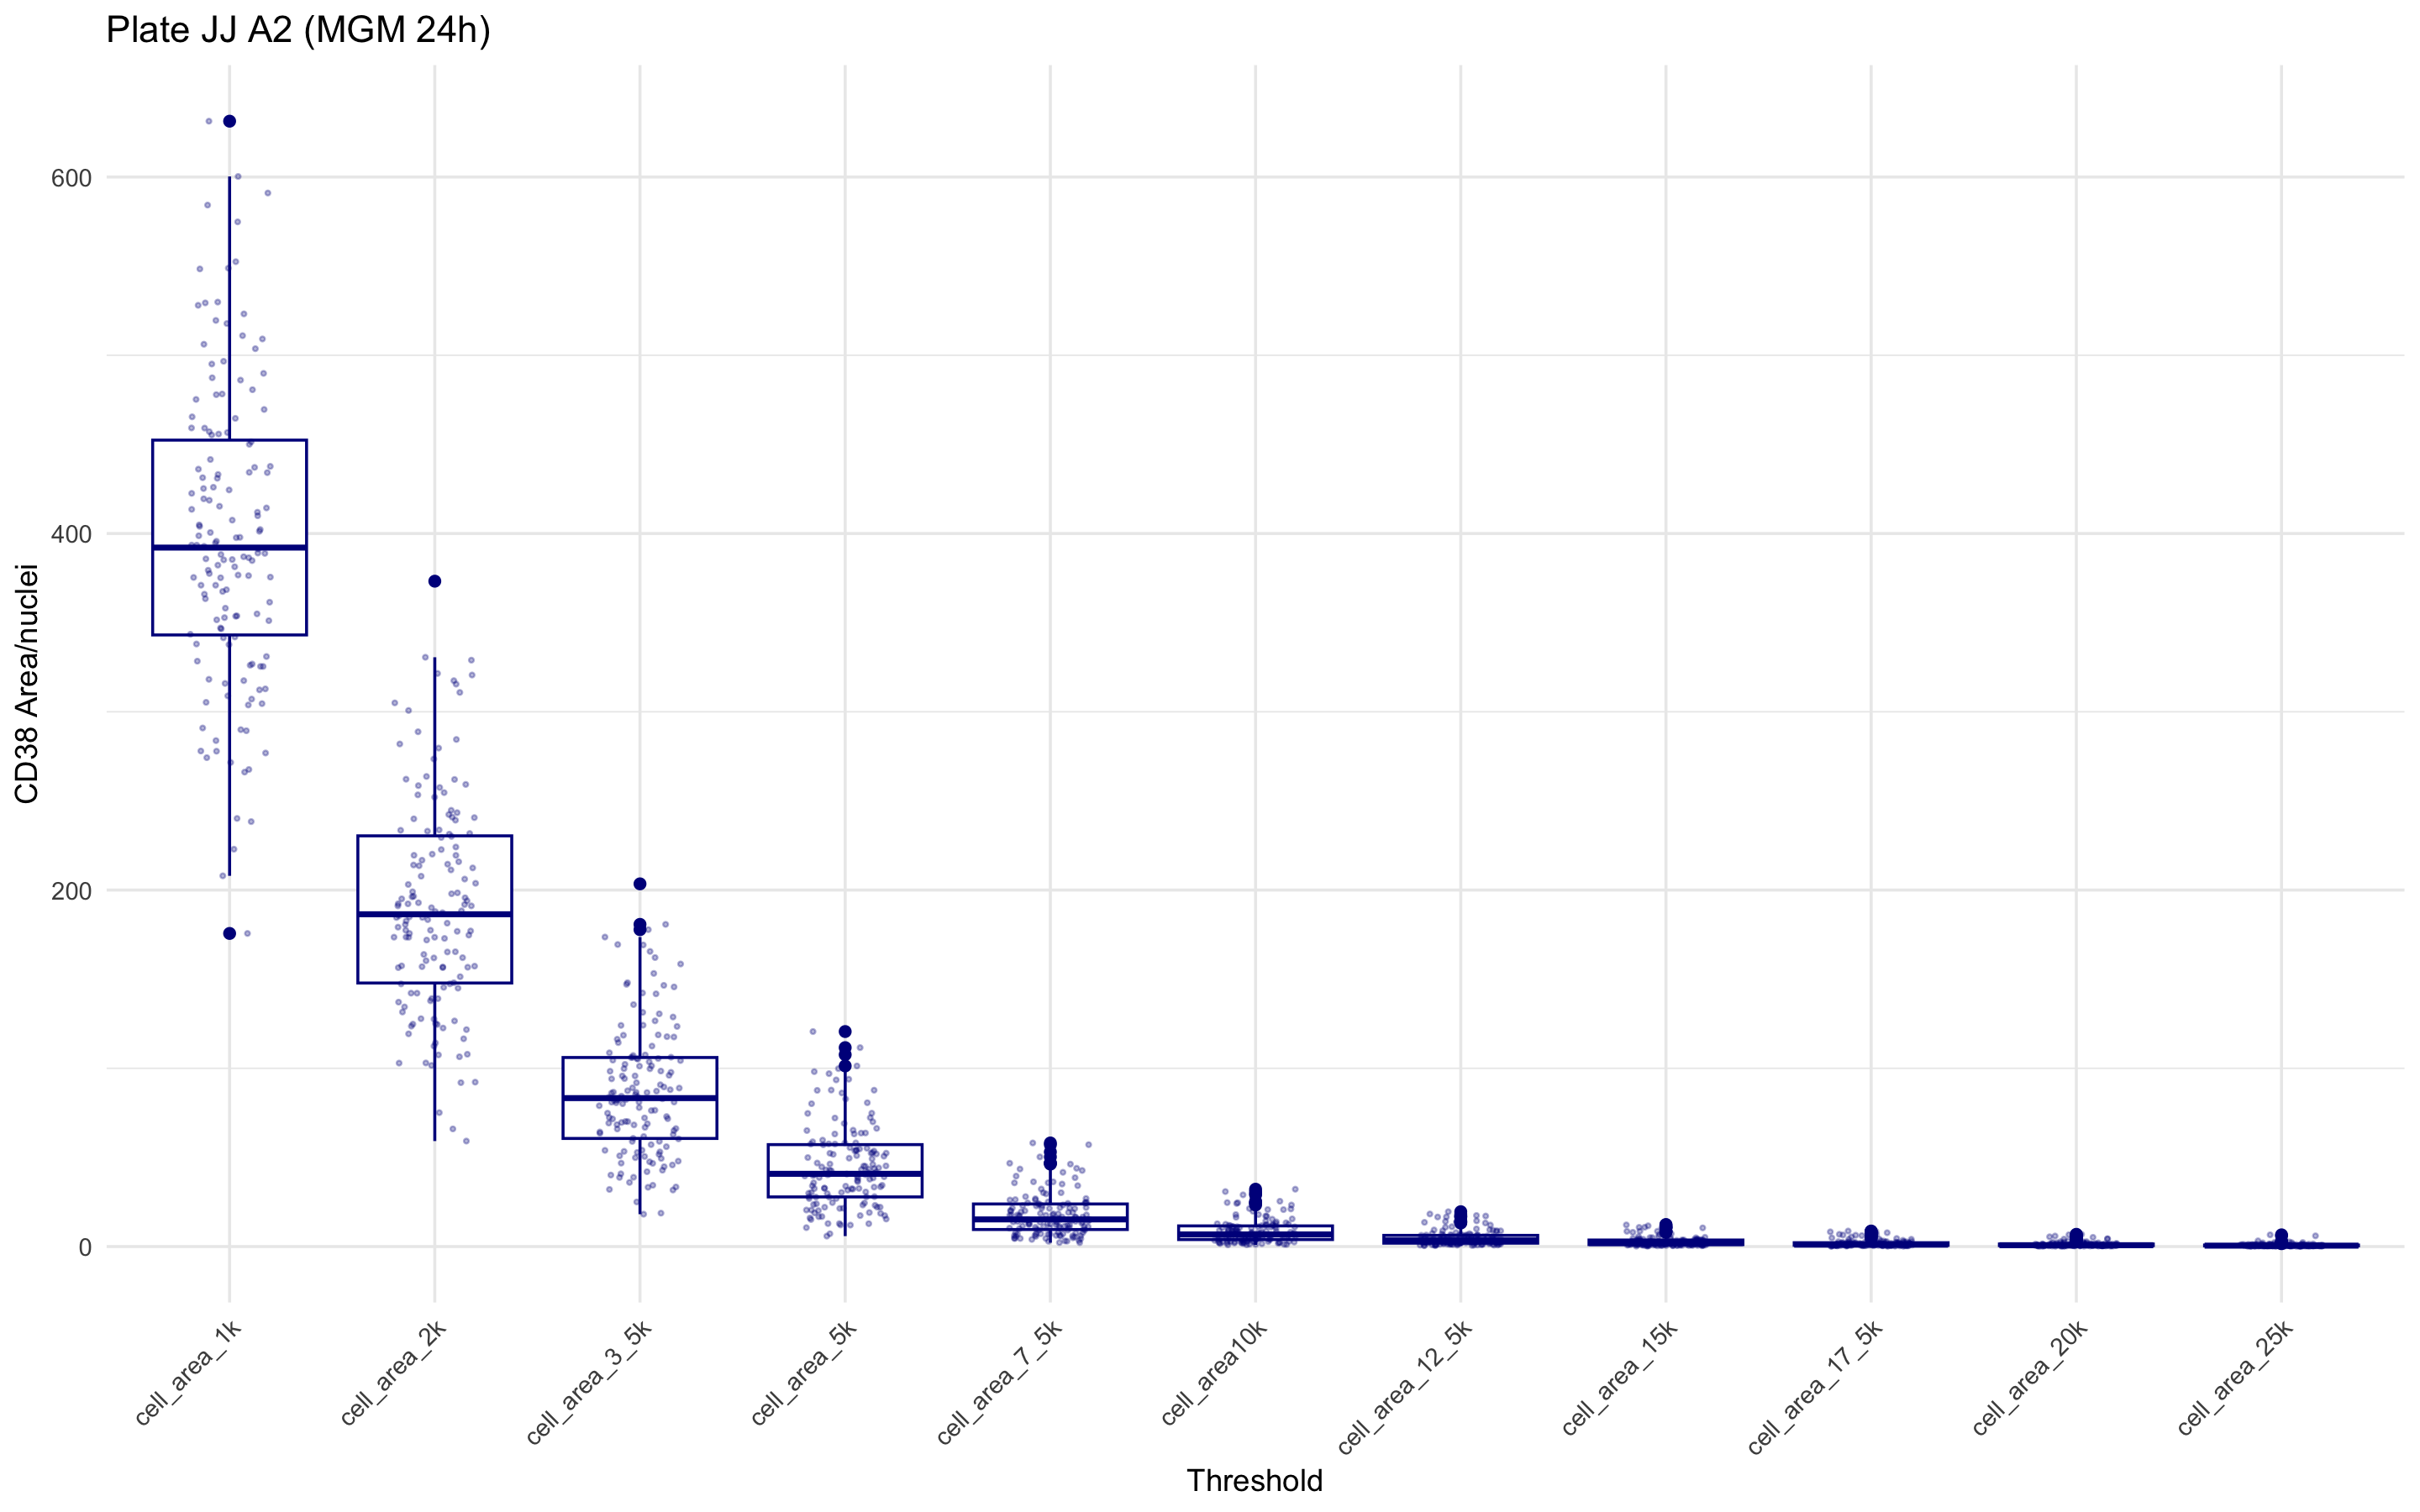 Plate JJ A2 (MGM 24h)
CD38 Area/nuclei
600
400
200
0
cell_area_1k
cell_area_2k
cell_area_3_5k
cell_area_5k
cell_area_7_5k
cell_area10k
cell_area_12_5k
cell_area_15k
cell_area_17_5k
cell_area_20k
cell_area_25k
Threshold